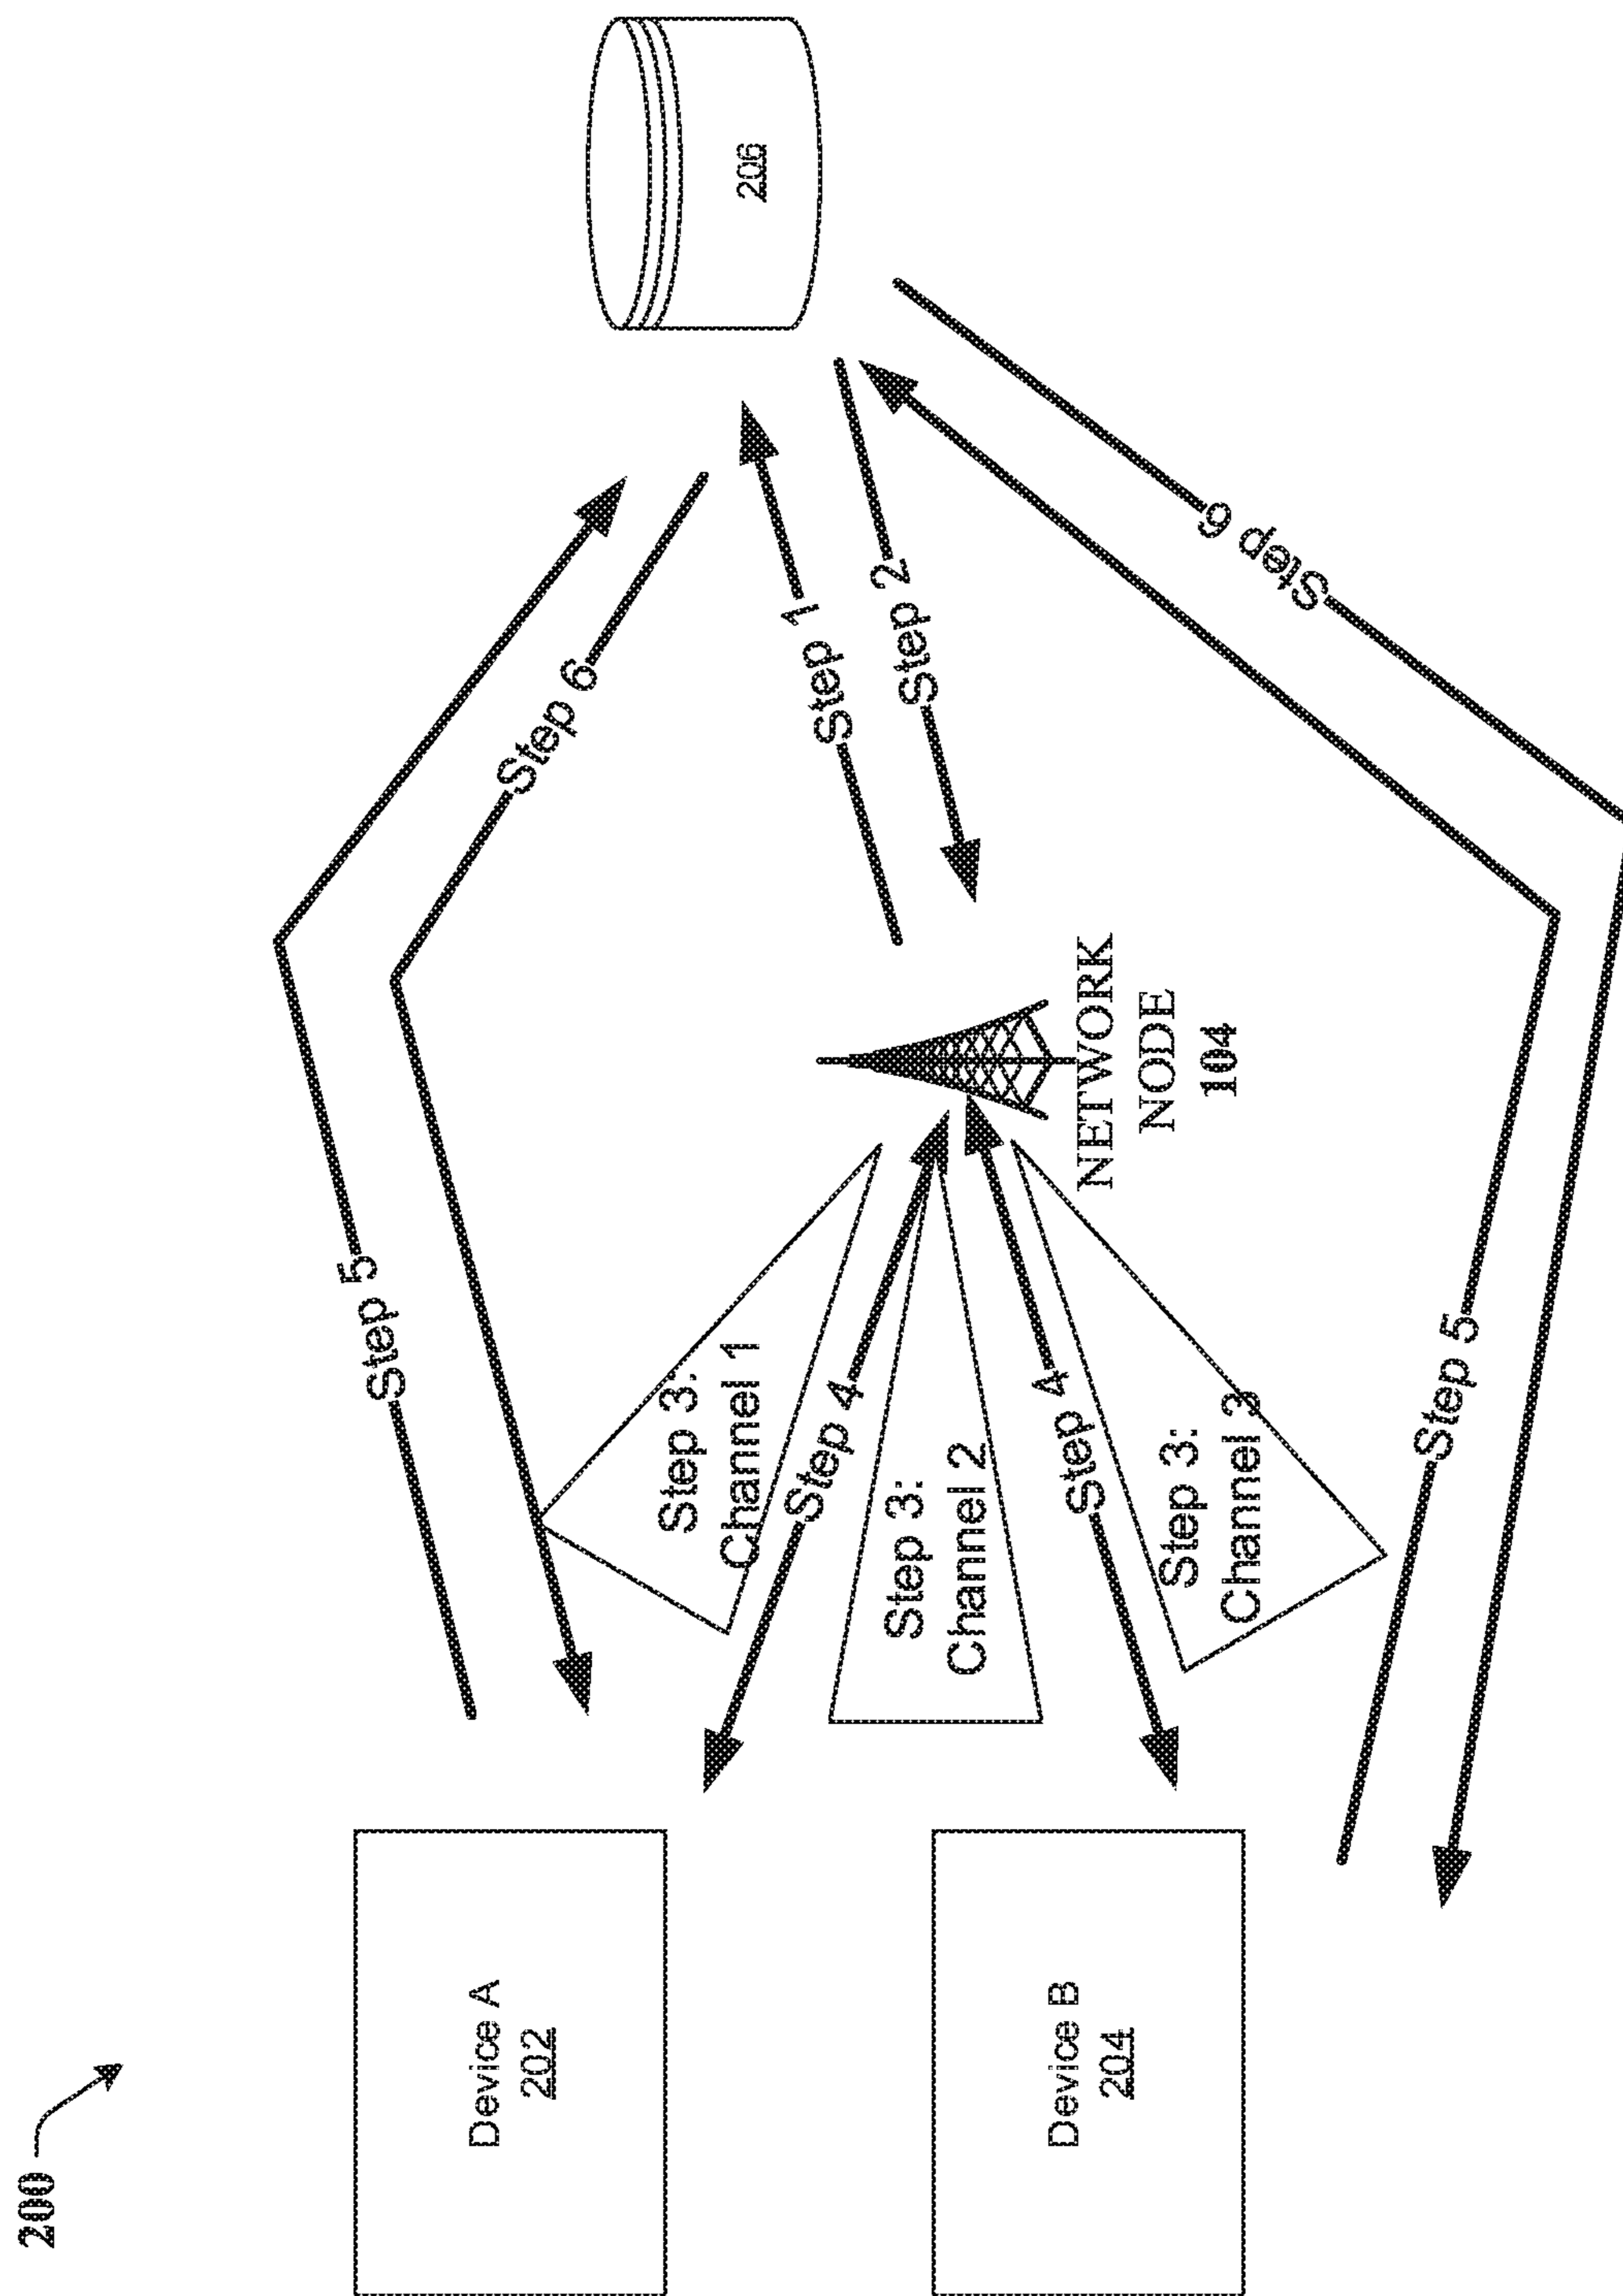 200
Device A
202
Device B
204
Step 5
Step 6
206
Step 1
Step 2
Step 3:
Channel 1
Step 4
Step 3:
Channel 2
Step 4
Step 3:
Channel 3
NETWORK
NODE
104
Step 5
Step 6